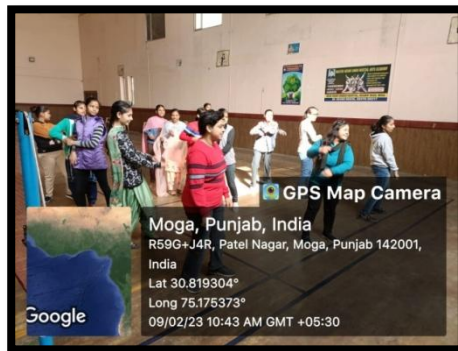 GPS Map Camera
Moga, Punjab, India
R59G+J4R, Patel Nagar, Moga, Punjab 142001,
India
Lat 30.819304°
Long 75.175373°
09/02/23 10:43 AM GMT +05:30
Google